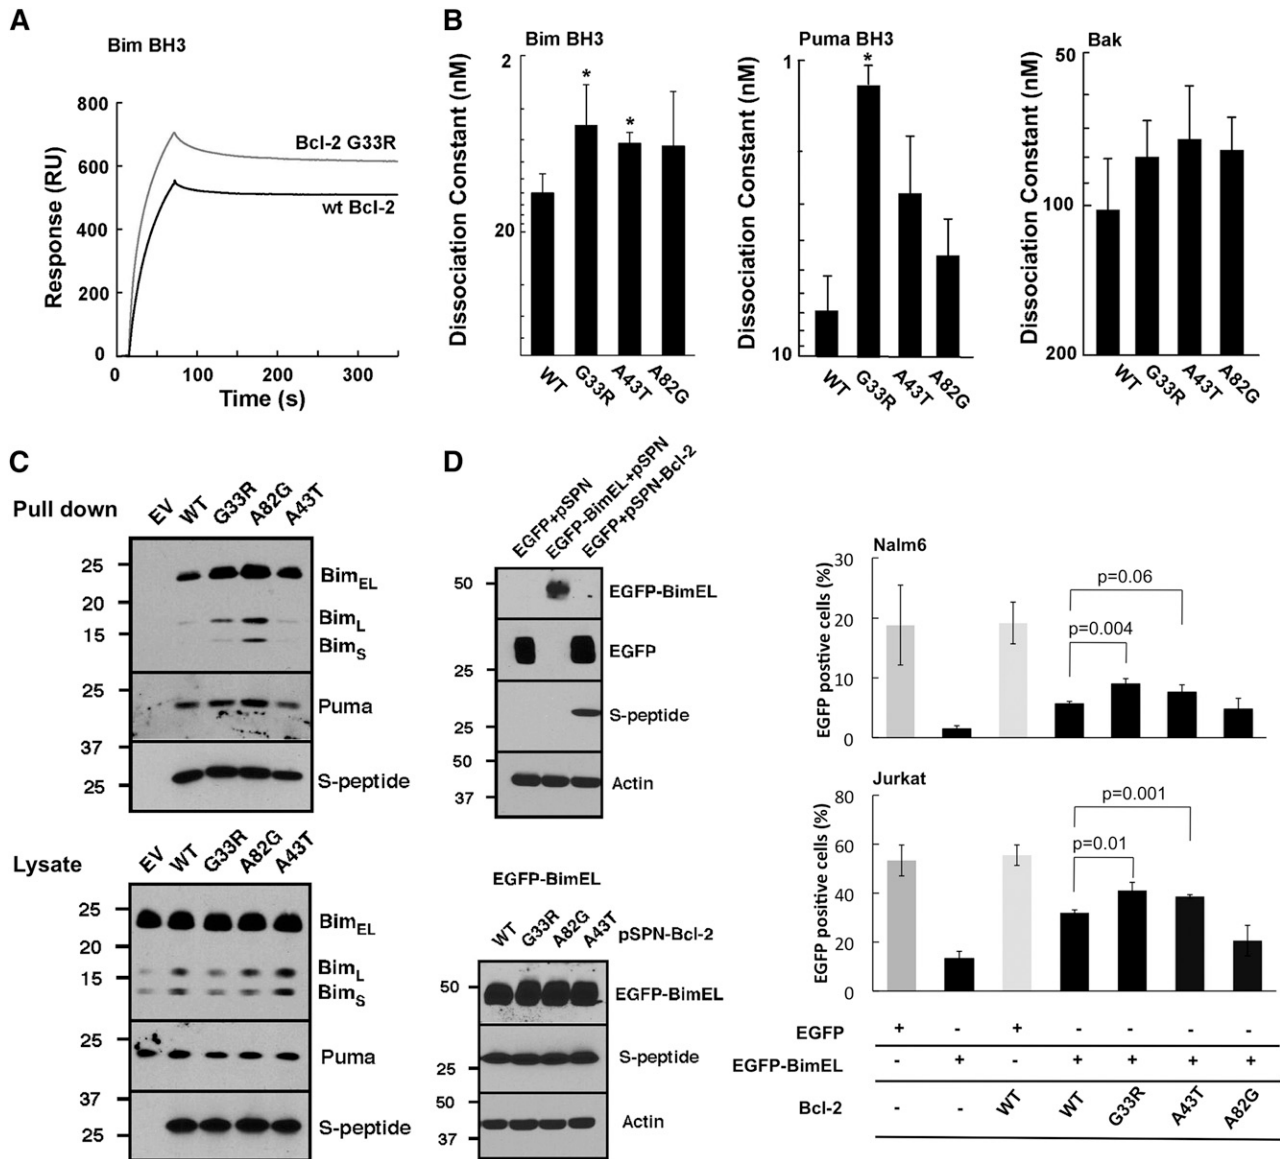 A
Bim BH3
Response (RU)
800
600
400
200
0
Bcl-2 G33R
wt Bcl-2
0 100 200 300
Time (s)
B
Bim BH3
Dissociation Constant (nM)
2
20
* *
WT G33R A43T A82G
Puma BH3
Dissociation Constant (nM)
1
10
*
WT G33R A43T A82G
Bak
Dissociation Constant (nM)
50
100
200
WT G33R A43T A82G
C
Pull down
EV WT G33R A82G A43T
25 BimEL
20 BimL
15 BimS
25 Puma
37
25 S-peptide
Lysate
EV WT G33R A82G A43T
25 BimEL
20
15 BimL
BimS
25 Puma
37
25 S-peptide
D
EGFP+pSPN
EGFP-BimEL+pSPN
EGFP+pSPN-Bcl-2
50 EGFP-BimEL
EGFP
25
S-peptide
25
50 Actin
37
EGFP-BimEL
WT G33R A82G A43T pSPN-Bcl-2
50 EGFP-BimEL
S-peptide
25
50 Actin
37
Nalm6
EGFP postive cells (%)
30
20
10
0
p=0.06
p=0.004
Jurkat
EGFP positive cells (%)
80
60
40
20
0
p=0.001
p=0.01
EGFP + - + - - - -
EGFP-BimEL - + - + + + +
Bcl-2 - - WT WT G33R A43T A82G